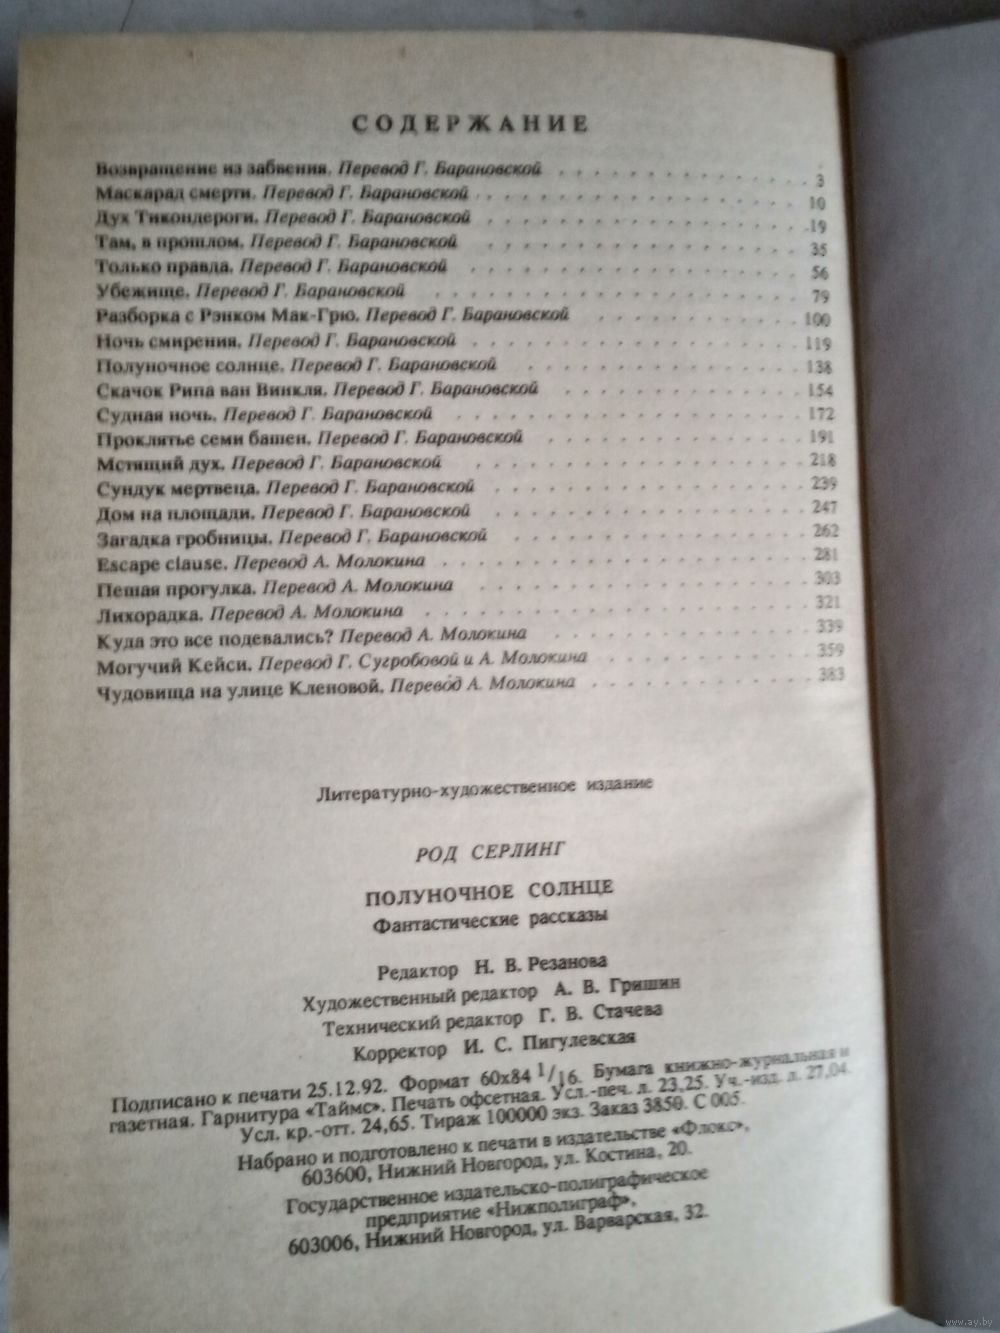 СОДЕРЖАНИЕ
Возвращение из забвения. Перевод Г. Барановской . . . . . . . . . . . . 3
Маскарад смерти. Перевод Г. Барановской . . . . . . . . . . . . . . . 10
Дух Тикондероги. Перевод Г. Барановской . . . . . . . . . . . . . . . 19
Там, в прошлом. Перевод Г. Барановской . . . . . . . . . . . . . . . 35
Только правда. Перевод Г. Барановской . . . . . . . . . . . . . . . 56
Убежище. Перевод Г. Барановской . . . . . . . . . . . . . . . . . 79
Разборка с Рэнком Мак-Грю. Перевод Г. Барановской . . . . . . . . . . 100
Ночь смирения. Перевод Г. Барановской . . . . . . . . . . . . . . . 119
Полуночное солнце. Перевод Г. Барановской . . . . . . . . . . . . . 138
Скачок Рипа ван Винкля. Перевод Г. Барановской . . . . . . . . . . . . 154
Судная ночь. Перевод Г. Барановской . . . . . . . . . . . . . . . . 172
Проклятье семи башен. Перевод Г. Барановской . . . . . . . . . . . . 191
Мстящий дух. Перевод Г. Барановской . . . . . . . . . . . . . . . 218
Сундук мертвеца. Перевод Г. Барановской . . . . . . . . . . . . . . 239
Дом на площади. Перевод Г. Барановской . . . . . . . . . . . . . . 247
Загадка гробницы. Перевод Г. Барановской . . . . . . . . . . . . . . 262
Escape clause. Перевод А. Молокина . . . . . . . . . . . . . . . . 281
Пешая прогулка. Перевод А. Молокина . . . . . . . . . . . . . . . 303
Лихорадка. Перевод А. Молокина . . . . . . . . . . . . . . . . . 321
Куда это все подевались? Перевод А. Молокина . . . . . . . . . . . . 339
Могучий Кейси. Перевод Г. Сугробовой и А. Молокина . . . . . . . . . . 359
Чудовища на улице Кленовой. Перевод А. Молокина . . . . . . . . . . . 383
Литературно-художественное издание
РОД СЕРЛИНГ
ПОЛУНОЧНОЕ СОЛНЦЕ
Фантастические рассказы
Редактор Н. В. Резанова
Художественный редактор А. В. Гришин
Технический редактор Г. В. Стачева
Корректор И. С. Пигулевская
Подписано к печати 25.12.92. Формат 60х84 1/16. Бумага книжно-журнальная и
газетная. Гарнитура «Таймс». Печать офсетная. Усл.-печ. л. 23,25. Уч.-изд. л. 27,04.
Усл. кр.-отт. 24,65. Тираж 100000 экз. Заказ 3850. С 005.
Набрано и подготовлено к печати в издательстве «Флокс»,
603600, Нижний Новгород, ул. Костина, 20.
Государственное издательско-полиграфическое
предприятие «Нижполиграф»,
603006, Нижний Новгород, ул. Варварская, 32.
www.ay.by